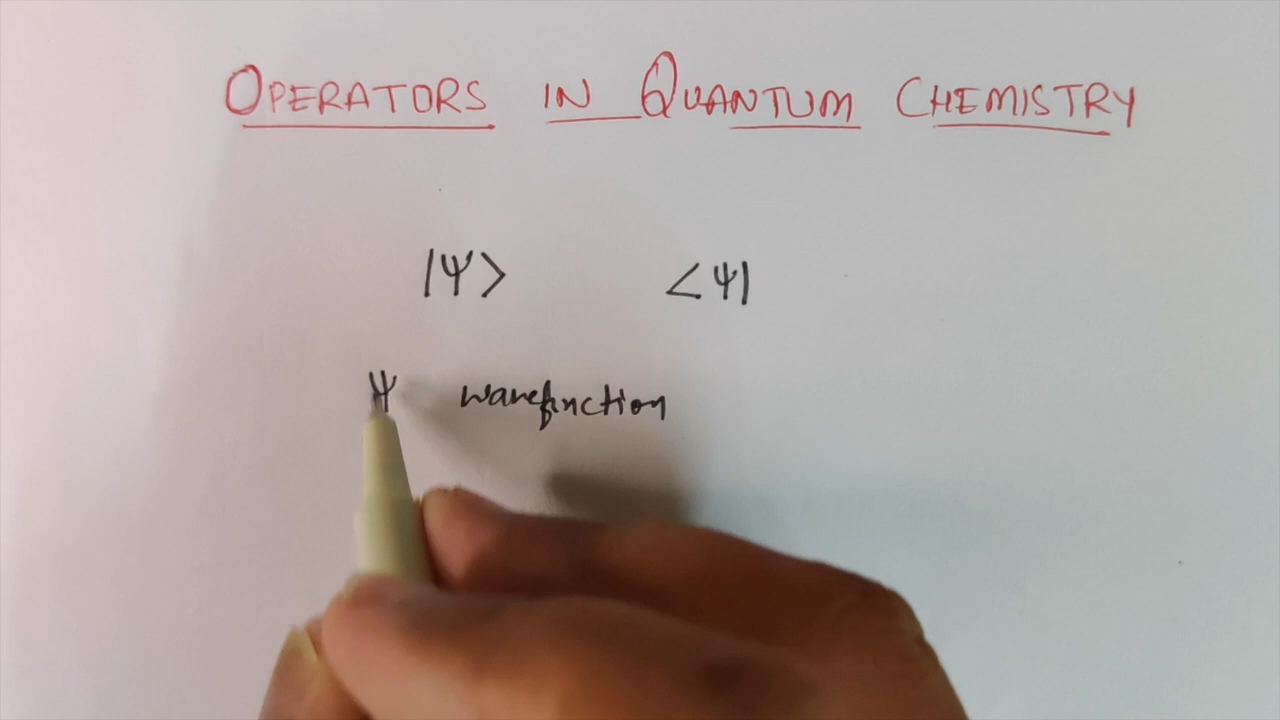 OPERATORS IN QUANTUM CHEMISTRY
|Ψ> <Ψ|
Ψ wavefunction